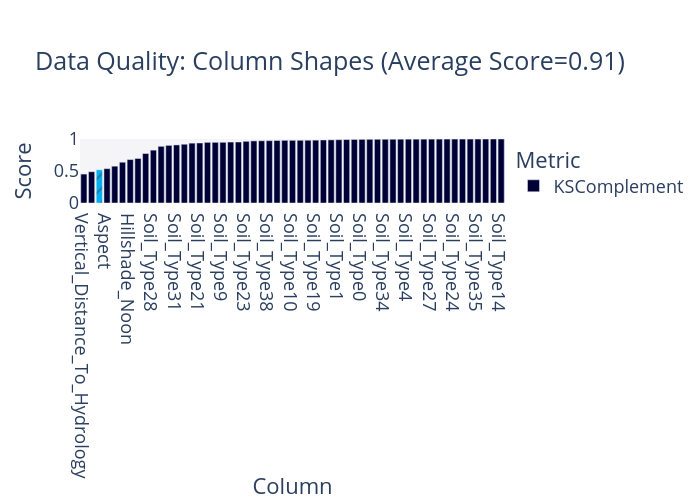 Data Quality: Column Shapes (Average Score=0.91)
1
0.5
0
Score
Metric
KSComplement
Vertical_Distance_To_Hydrology
Aspect
Hillshade_Noon
Soil_Type28
Soil_Type31
Soil_Type21
Soil_Type9
Soil_Type23
Soil_Type38
Soil_Type10
Soil_Type19
Soil_Type1
Soil_Type0
Soil_Type34
Soil_Type4
Soil_Type27
Soil_Type24
Soil_Type35
Soil_Type14
Column